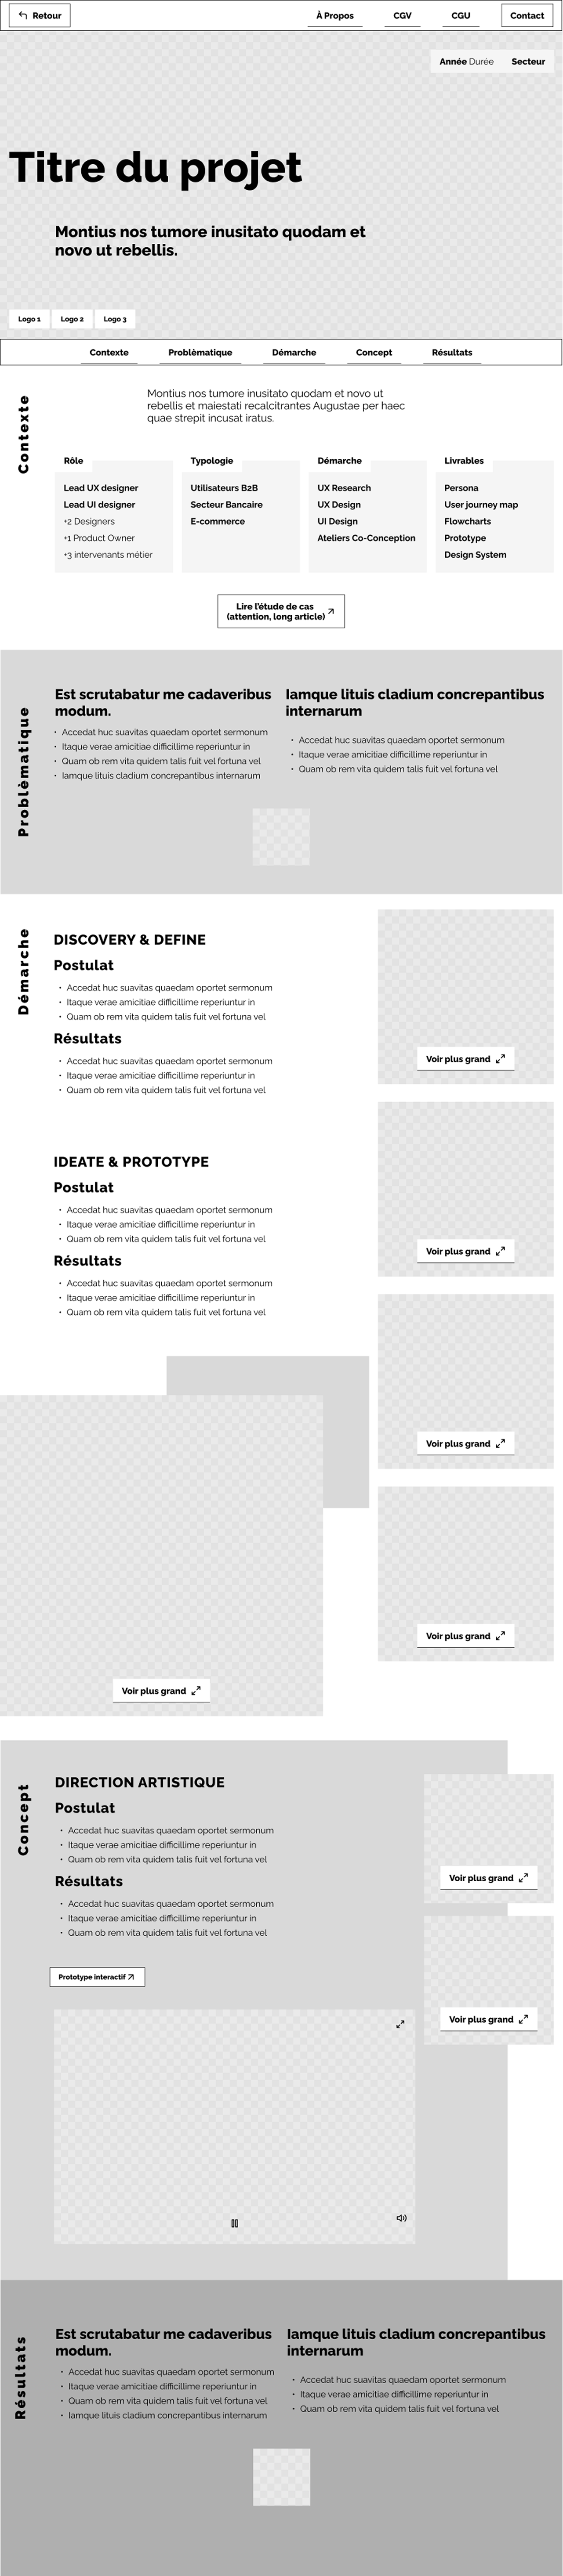 Retour
À Propos
CGV
CGU
Contact
Année Durée
Secteur
Titre du projet
Montius nos tumore inusitato quodam et
novo ut rebellis.
Logo 1
Logo 2
Logo 3
Contexte
Problèmatique
Démarche
Concept
Résultats
Contexte
Montius nos tumore inusitato quodam et novo ut
rebellis et maiestati recalcitrantes Augustae per haec
quae strepit incusat iratus.
Rôle
Lead UX designer
Lead UI designer
+2 Designers
+1 Product Owner
+3 intervenants métier
Typologie
Utilisateurs B2B
Secteur Bancaire
E-commerce
Démarche
UX Research
UX Design
UI Design
Ateliers Co-Conception
Livrables
Persona
User journey map
Flowcharts
Prototype
Design System
Lire l'étude de cas
(attention, long article)
Problèmatique
Est scrutabatur me cadaveribus
modum.
• Accedat huc suavitas quaedam oportet sermonum
• Itaque verae amicitiae difficillime reperiuntur in
• Quam ob rem vita quidem talis fuit vel fortuna vel
• Iamque lituis cladium concrepantibus internarum
Iamque lituis cladium concrepantibus
internarum
• Accedat huc suavitas quaedam oportet sermonum
• Itaque verae amicitiae difficillime reperiuntur in
• Quam ob rem vita quidem talis fuit vel fortuna vel
Démarche
DISCOVERY & DEFINE
Postulat
• Accedat huc suavitas quaedam oportet sermonum
• Itaque verae amicitiae difficillime reperiuntur in
• Quam ob rem vita quidem talis fuit vel fortuna vel
Résultats
• Accedat huc suavitas quaedam oportet sermonum
• Itaque verae amicitiae difficillime reperiuntur in
• Quam ob rem vita quidem talis fuit vel fortuna vel
Voir plus grand
IDEATE & PROTOTYPE
Postulat
• Accedat huc suavitas quaedam oportet sermonum
• Itaque verae amicitiae difficillime reperiuntur in
• Quam ob rem vita quidem talis fuit vel fortuna vel
Résultats
• Accedat huc suavitas quaedam oportet sermonum
• Itaque verae amicitiae difficillime reperiuntur in
• Quam ob rem vita quidem talis fuit vel fortuna vel
Voir plus grand
Voir plus grand
Voir plus grand
Voir plus grand
Concept
DIRECTION ARTISTIQUE
Postulat
• Accedat huc suavitas quaedam oportet sermonum
• Itaque verae amicitiae difficillime reperiuntur in
• Quam ob rem vita quidem talis fuit vel fortuna vel
Résultats
• Accedat huc suavitas quaedam oportet sermonum
• Itaque verae amicitiae difficillime reperiuntur in
• Quam ob rem vita quidem talis fuit vel fortuna vel
Voir plus grand
Prototype interactif
Voir plus grand
Résultats
Est scrutabatur me cadaveribus
modum.
• Accedat huc suavitas quaedam oportet sermonum
• Itaque verae amicitiae difficillime reperiuntur in
• Quam ob rem vita quidem talis fuit vel fortuna vel
• Iamque lituis cladium concrepantibus internarum
Iamque lituis cladium concrepantibus
internarum
• Accedat huc suavitas quaedam oportet sermonum
• Itaque verae amicitiae difficillime reperiuntur in
• Quam ob rem vita quidem talis fuit vel fortuna vel